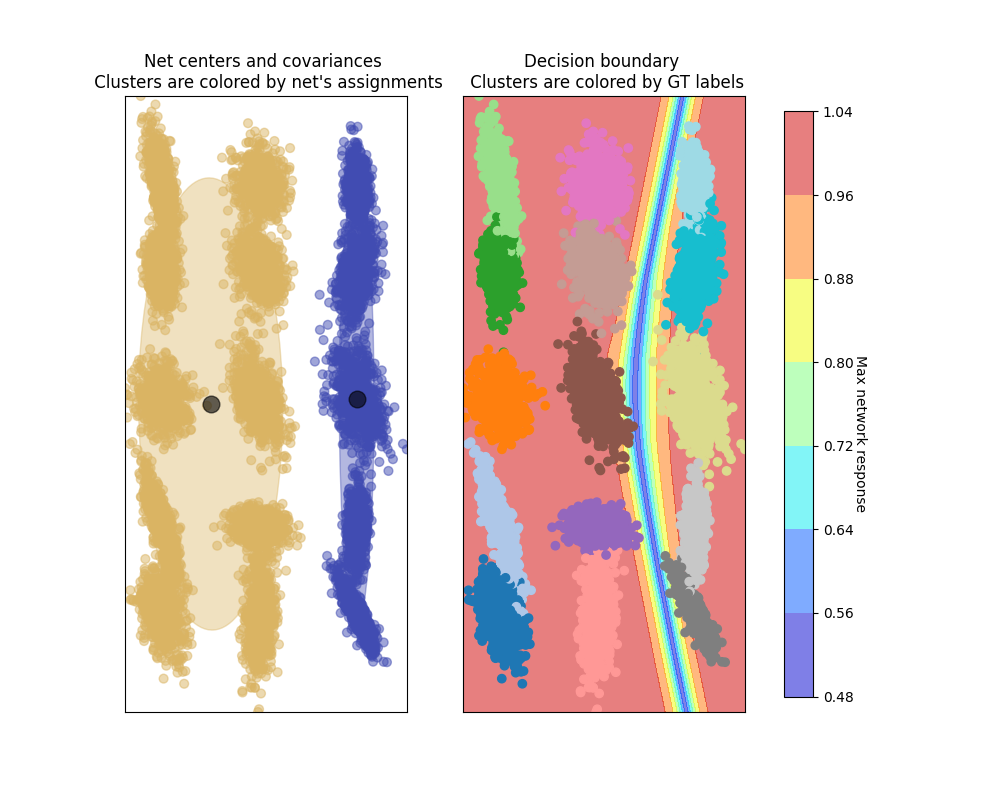 Net centers and covariances
Clusters are colored by net's assignments
Decision boundary
Clusters are colored by GT labels
1.04
0.96
0.88
0.80
0.72
0.64
0.56
0.48
Max network response